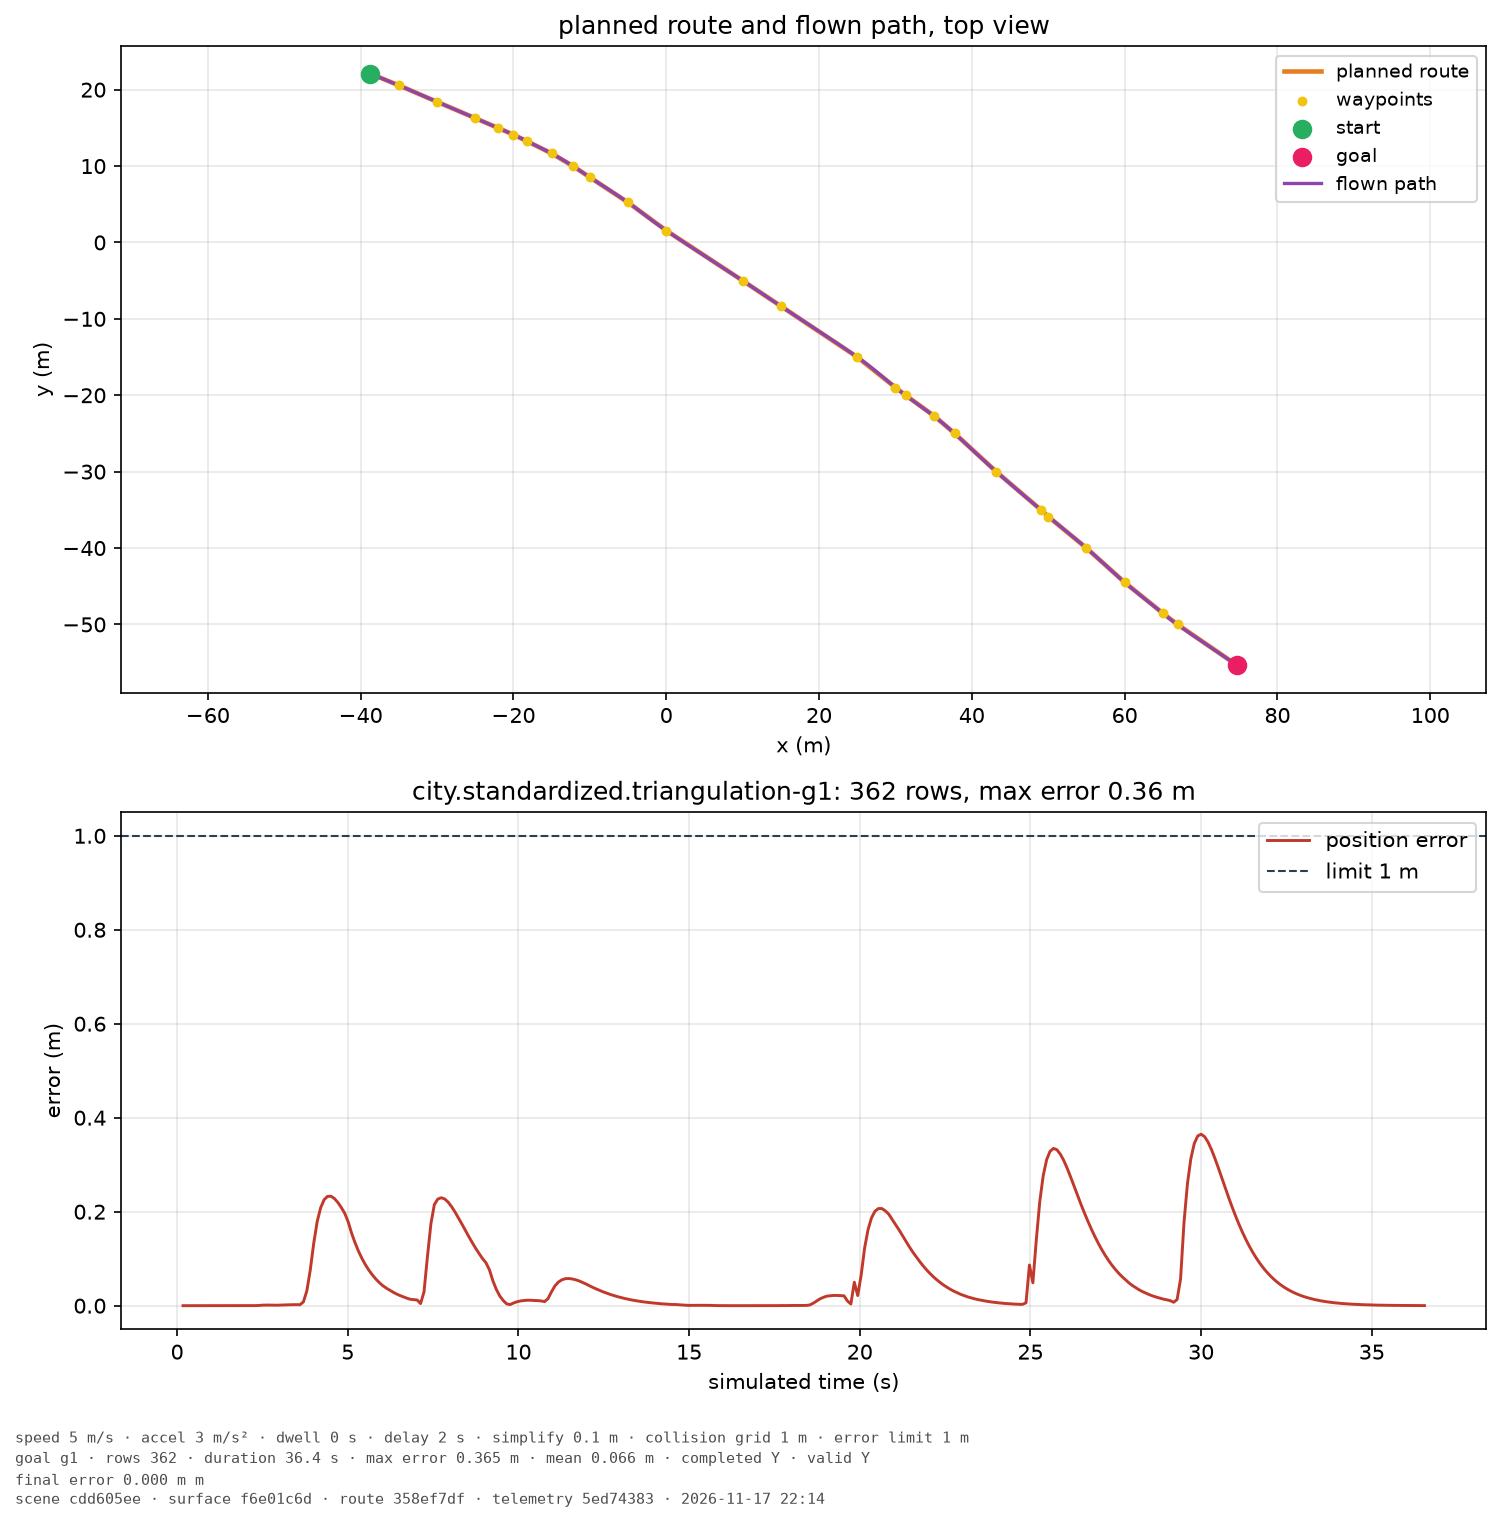 planned route and flown path, top view
planned route
waypoints
start
goal
flown path
20
10
0
−10
−20
−30
−40
−50
y (m)
−60
−40
−20
0
20
40
60
80
100
x (m)
city.standardized.triangulation-g1: 362 rows, max error 0.36 m
position error
limit 1 m
1.0
0.8
0.6
0.4
0.2
0.0
error (m)
0
5
10
15
20
25
30
35
simulated time (s)
speed 5 m/s · accel 3 m/s² · dwell 0 s · delay 2 s · simplify 0.1 m · collision grid 1 m · error limit 1 m
goal g1 · rows 362 · duration 36.4 s · max error 0.365 m · mean 0.066 m · completed Y · valid Y
final error 0.000 m m
scene cdd605ee · surface f6e01c6d · route 358ef7df · telemetry 5ed74383 · 2026-11-17 22:14